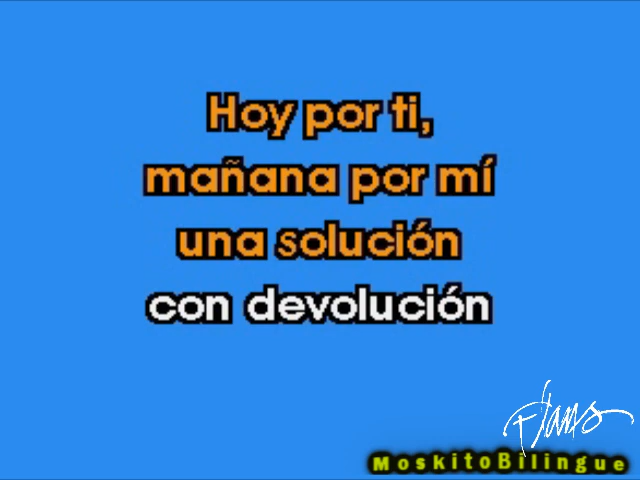 Hoy por ti,
mañana por mí
una solución
con devolución
Flans
MoskitoBilingue